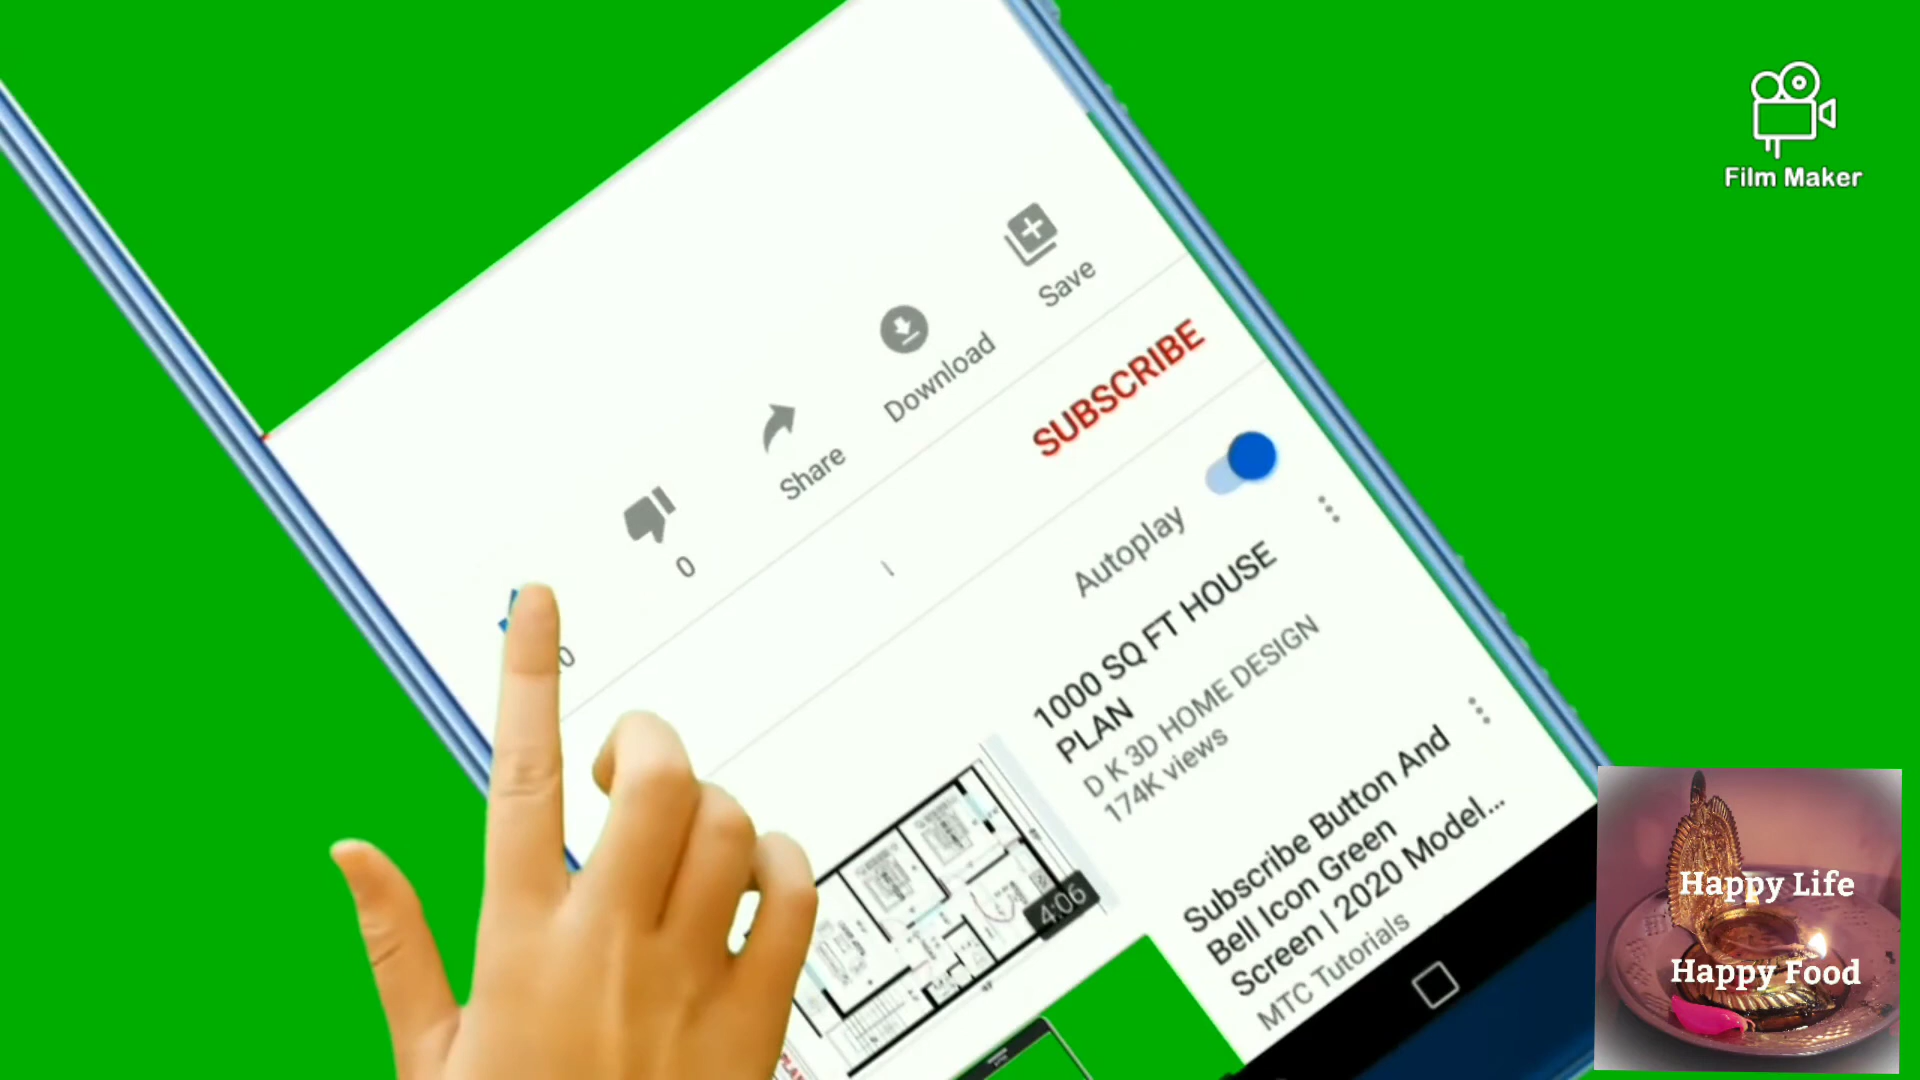 Film Maker
Save
Download
Share
0
0
SUBSCRIBE
Autoplay
1000 SQ FT HOUSE
PLAN
D K 3D HOME DESIGN
174K views
4:06
Subscribe Button And
Bell Icon Green
Screen | 2020 Model...
MTC Tutorials
Happy Life
Happy Food